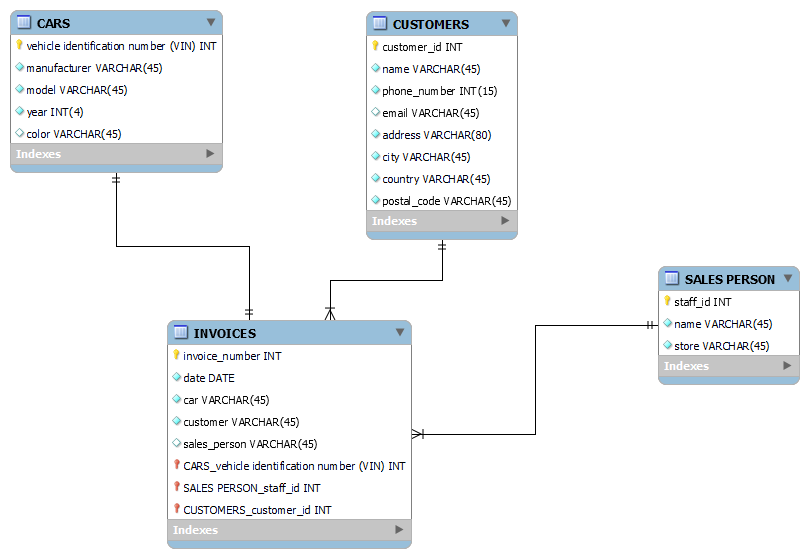 CARS
vehicle identification number (VIN) INT
manufacturer VARCHAR(45)
model VARCHAR(45)
year INT(4)
color VARCHAR(45)
Indexes
CUSTOMERS
customer_id INT
name VARCHAR(45)
phone_number INT(15)
email VARCHAR(45)
address VARCHAR(80)
city VARCHAR(45)
country VARCHAR(45)
postal_code VARCHAR(45)
Indexes
SALES PERSON
staff_id INT
name VARCHAR(45)
store VARCHAR(45)
Indexes
INVOICES
invoice_number INT
date DATE
car VARCHAR(45)
customer VARCHAR(45)
sales_person VARCHAR(45)
CARS_vehicle identification number (VIN) INT
SALES PERSON_staff_id INT
CUSTOMERS_customer_id INT
Indexes